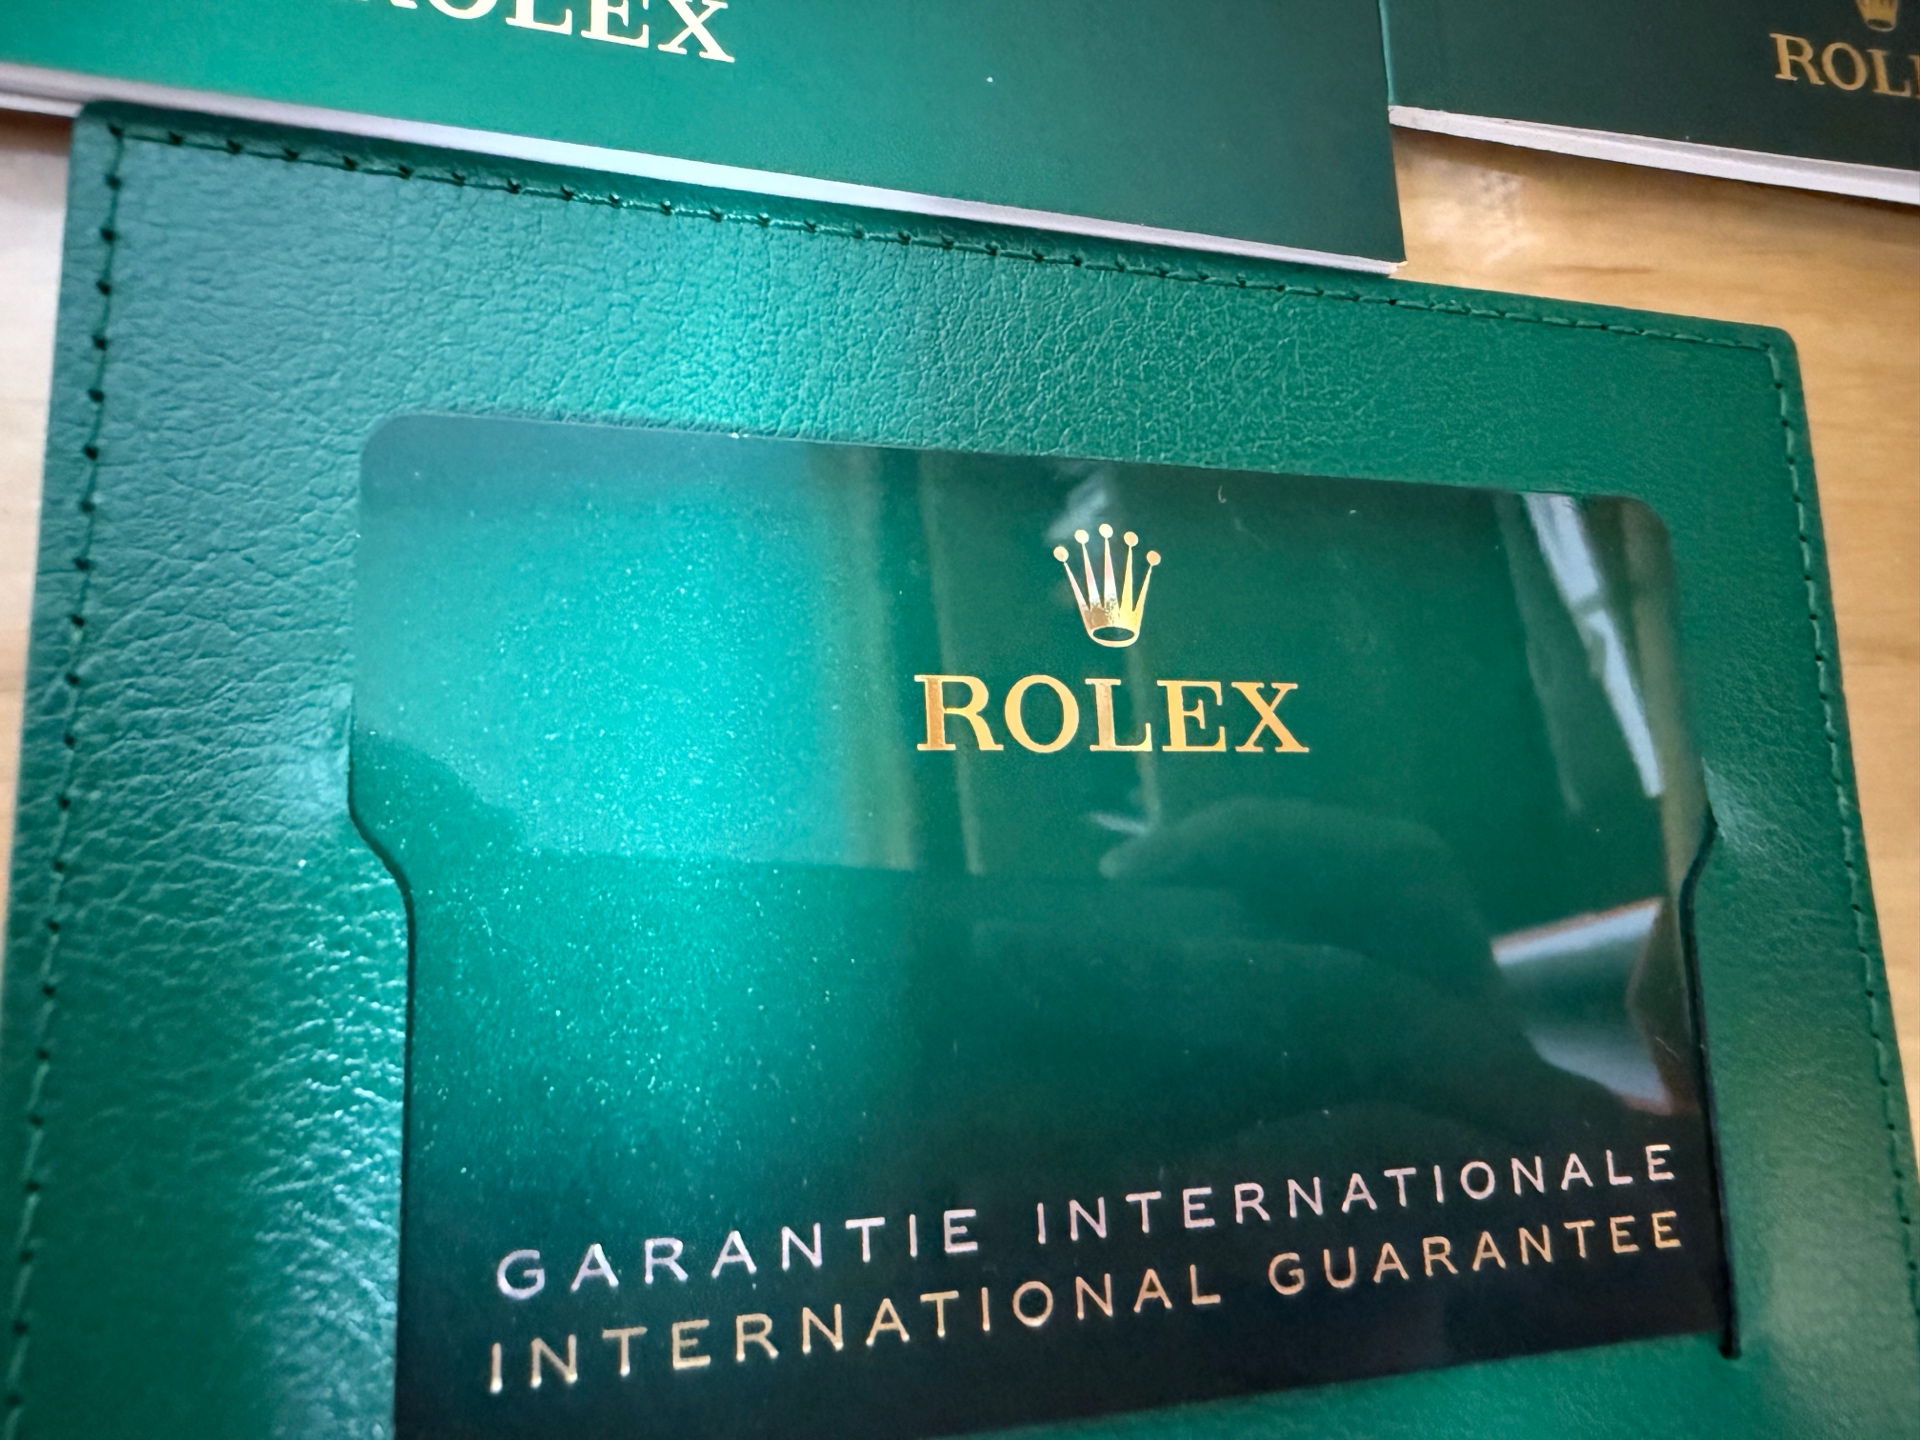 ROLEX
ROLEX
ROLEX
GARANTIE INTERNATIONALE
INTERNATIONAL GUARANTEE